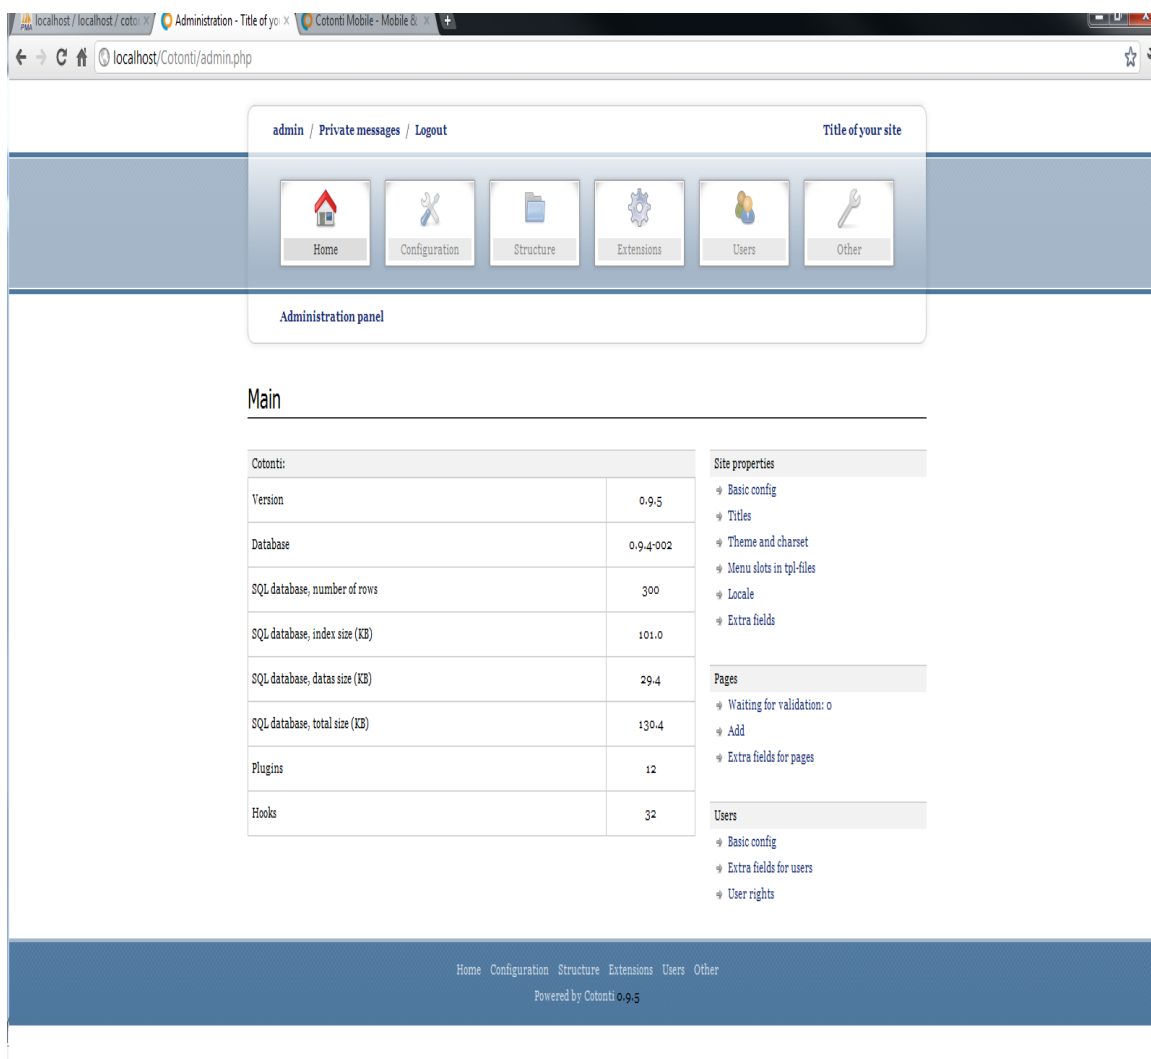 PMA localhost / localhost / coto
Administration - Title of yo
Cotonti Mobile - Mobile &
localhost/Cotonti/admin.php
admin / Private messages / Logout
Title of your site
Home
Configuration
Structure
Extensions
Users
Other
Administration panel
Main
Cotonti:
Version 0.9.5
Database 0.9.4-002
SQL database, number of rows 300
SQL database, index size (KB) 101.0
SQL database, datas size (KB) 29.4
SQL database, total size (KB) 130.4
Plugins 12
Hooks 32
Site properties
Basic config
Titles
Theme and charset
Menu slots in tpl-files
Locale
Extra fields
Pages
Waiting for validation: 0
Add
Extra fields for pages
Users
Basic config
Extra fields for users
User rights
Home Configuration Structure Extensions Users Other
Powered by Cotonti 0.9.5